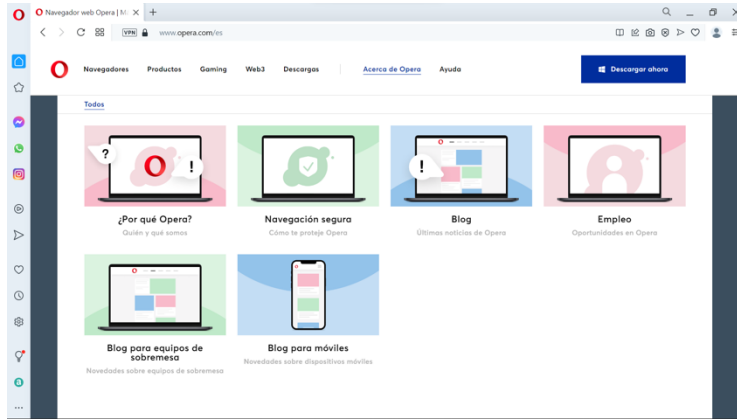 Navegador web Opera | M
VPN www.opera.com/es
Navegadores Productos Gaming Web3 Descargas Acerca de Opera Ayuda Descargar ahora
Todos
? O !
¿Por qué Opera?
Quién y qué somos
Navegación segura
Cómo te proteje Opera
!
Blog
Últimas noticias de Opera
Empleo
Oportunidades en Opera
Blog para equipos de
sobremesa
Novedades sobre equipos de sobremesa
Blog para móviles
Novedades sobre dispositivos móviles